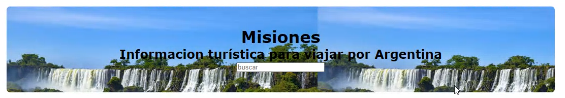 Misiones
Informacion turística para viajar por Argentina
buscar